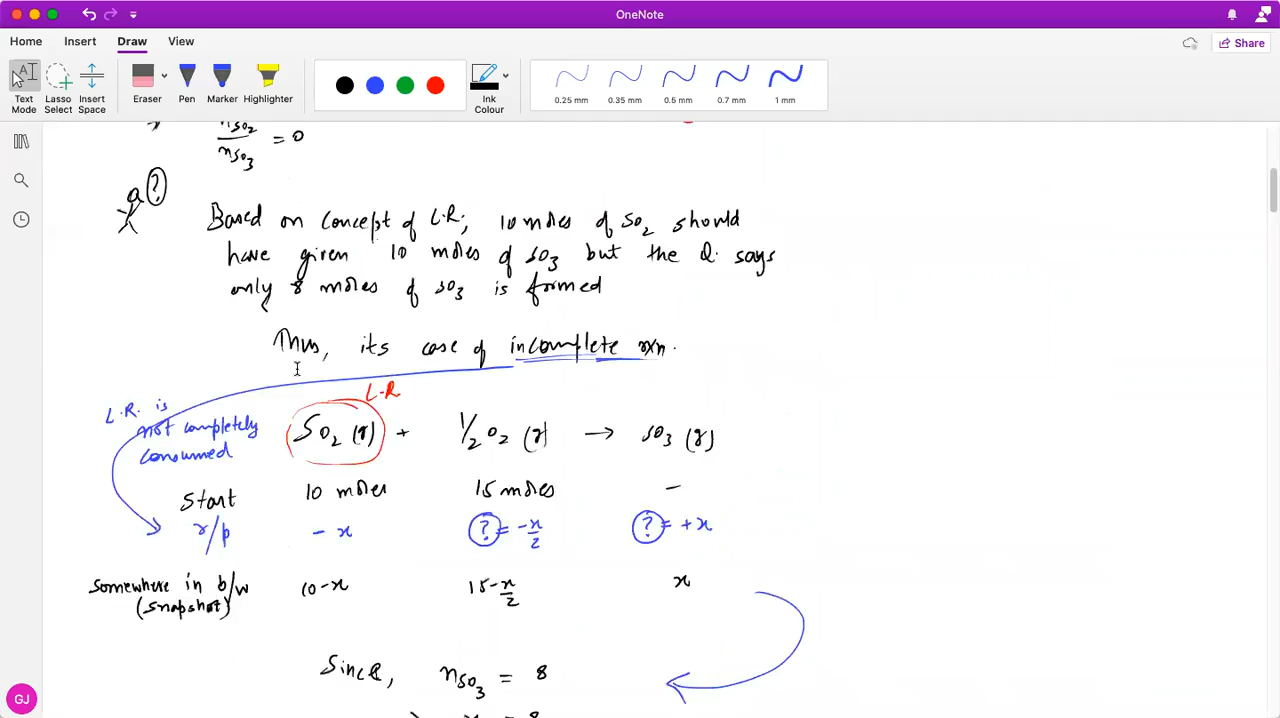 OneNote
Home Insert Draw View
Share
Text Mode
Lasso Select
Insert Space
Eraser
Pen
Marker
Highlighter
Ink Colour
0.25 mm
0.35 mm
0.5 mm
0.7 mm
1 mm
nSO2
nSO3
= 0
?
Based on concept of L.R; 10 moles of SO2 should
have given 10 moles of SO3 but the Q. says
only 8 moles of SO3 is formed
Thus, its case of incomplete rxn.
L.R
L.R. is
not completely
consumed
SO2 (g) + 1/2 O2 (g) → SO3 (g)
Start 10 moles 15 moles -
r/p - x ? = -x/2 ? = +x
Somewhere in b/w 10-x 15-x/2 x
(snapshot)
Since, nSO3 = 8
x = 8
GJ